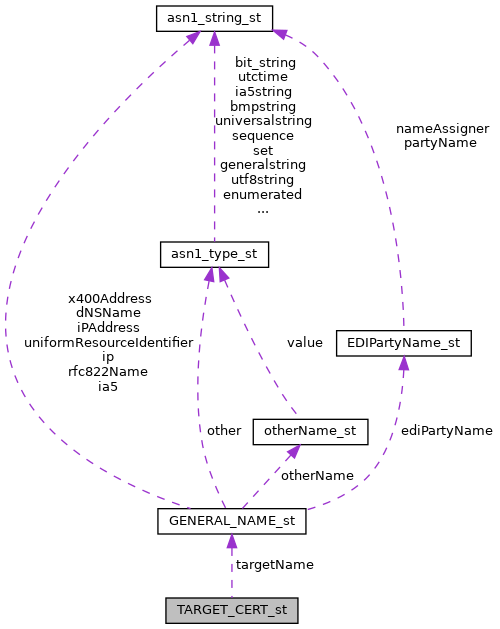 asn1_string_st
bit_string
utctime
ia5string
bmpstring
universalstring
sequence
set
generalstring
utf8string
enumerated
...
nameAssigner
partyName
asn1_type_st
x400Address
dNSName
iPAddress
uniformResourceIdentifier
ip
rfc822Name
ia5
value
EDIPartyName_st
other
otherName_st
ediPartyName
otherName
GENERAL_NAME_st
targetName
TARGET_CERT_st